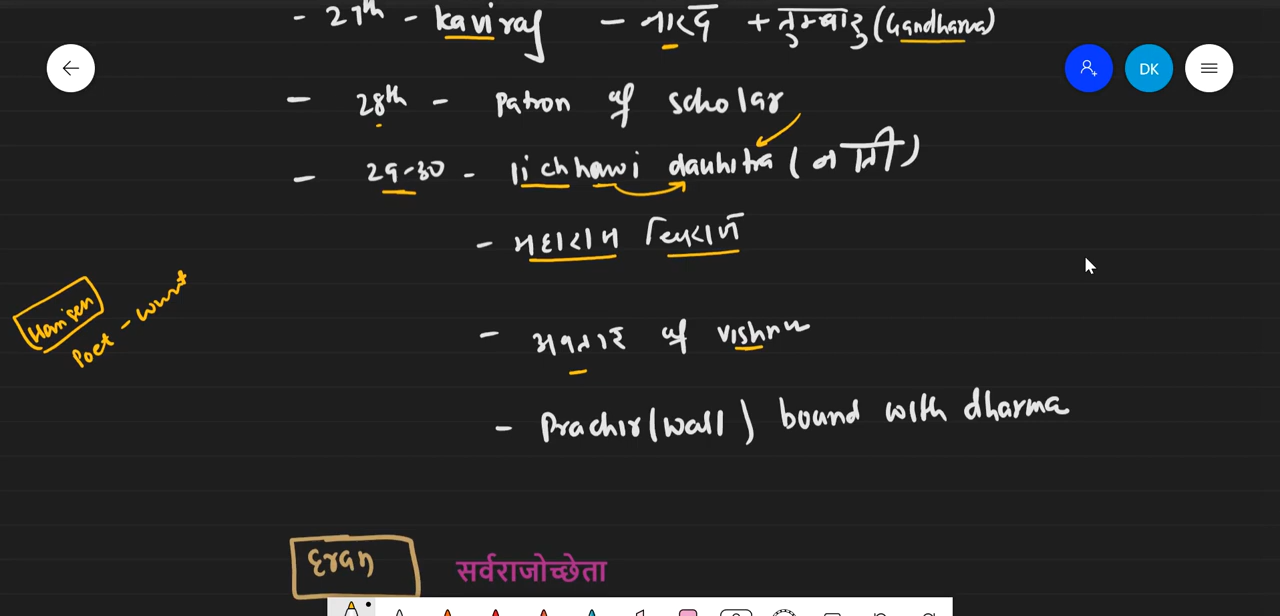 - 27th - kaviraj - नारद + तुम्बारु (Gandharva)
DK
- 28th - Patron of scholar
- 29-30 - lichhawi dauhitra (नाती)
- महाराज
- अवतार of vishnu
Harisen
Poet -
- Prachir (wall) bound with dharma
Eran सर्वराजोच्छेता